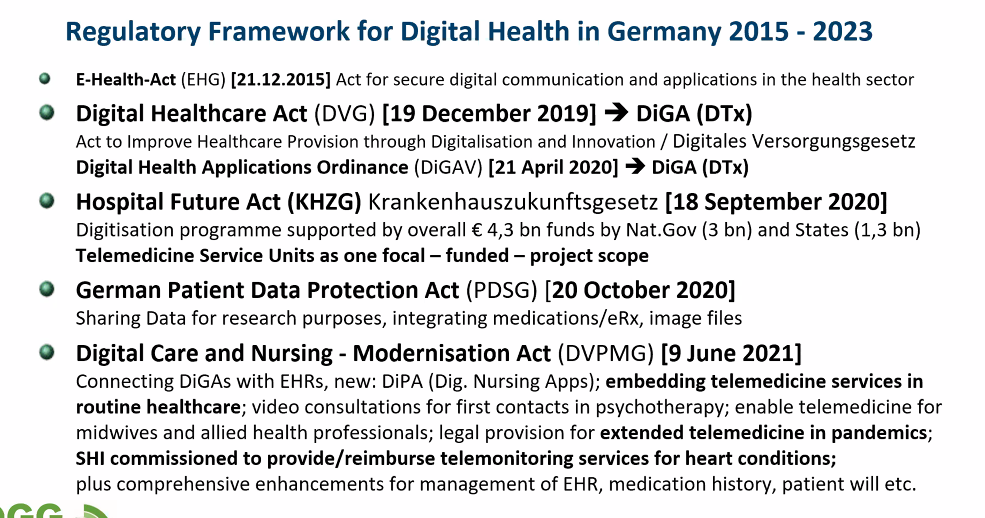 Regulatory Framework for Digital Health in Germany 2015 - 2023
E-Health-Act (EHG) [21.12.2015] Act for secure digital communication and applications in the health sector
Digital Healthcare Act (DVG) [19 December 2019] ➔ DiGA (DTx)
Act to Improve Healthcare Provision through Digitalisation and Innovation / Digitales Versorgungsgesetz
Digital Health Applications Ordinance (DiGAV) [21 April 2020] ➔ DiGA (DTx)
Hospital Future Act (KHZG) Krankenhauszukunftsgesetz [18 September 2020]
Digitisation programme supported by overall € 4,3 bn funds by Nat.Gov (3 bn) and States (1,3 bn)
Telemedicine Service Units as one focal – funded – project scope
German Patient Data Protection Act (PDSG) [20 October 2020]
Sharing Data for research purposes, integrating medications/eRx, image files
Digital Care and Nursing - Modernisation Act (DVPMG) [9 June 2021]
Connecting DiGAs with EHRs, new: DiPA (Dig. Nursing Apps); embedding telemedicine services in
routine healthcare; video consultations for first contacts in psychotherapy; enable telemedicine for
midwives and allied health professionals; legal provision for extended telemedicine in pandemics;
SHI commissioned to provide/reimburse telemonitoring services for heart conditions;
plus comprehensive enhancements for management of EHR, medication history, patient will etc.